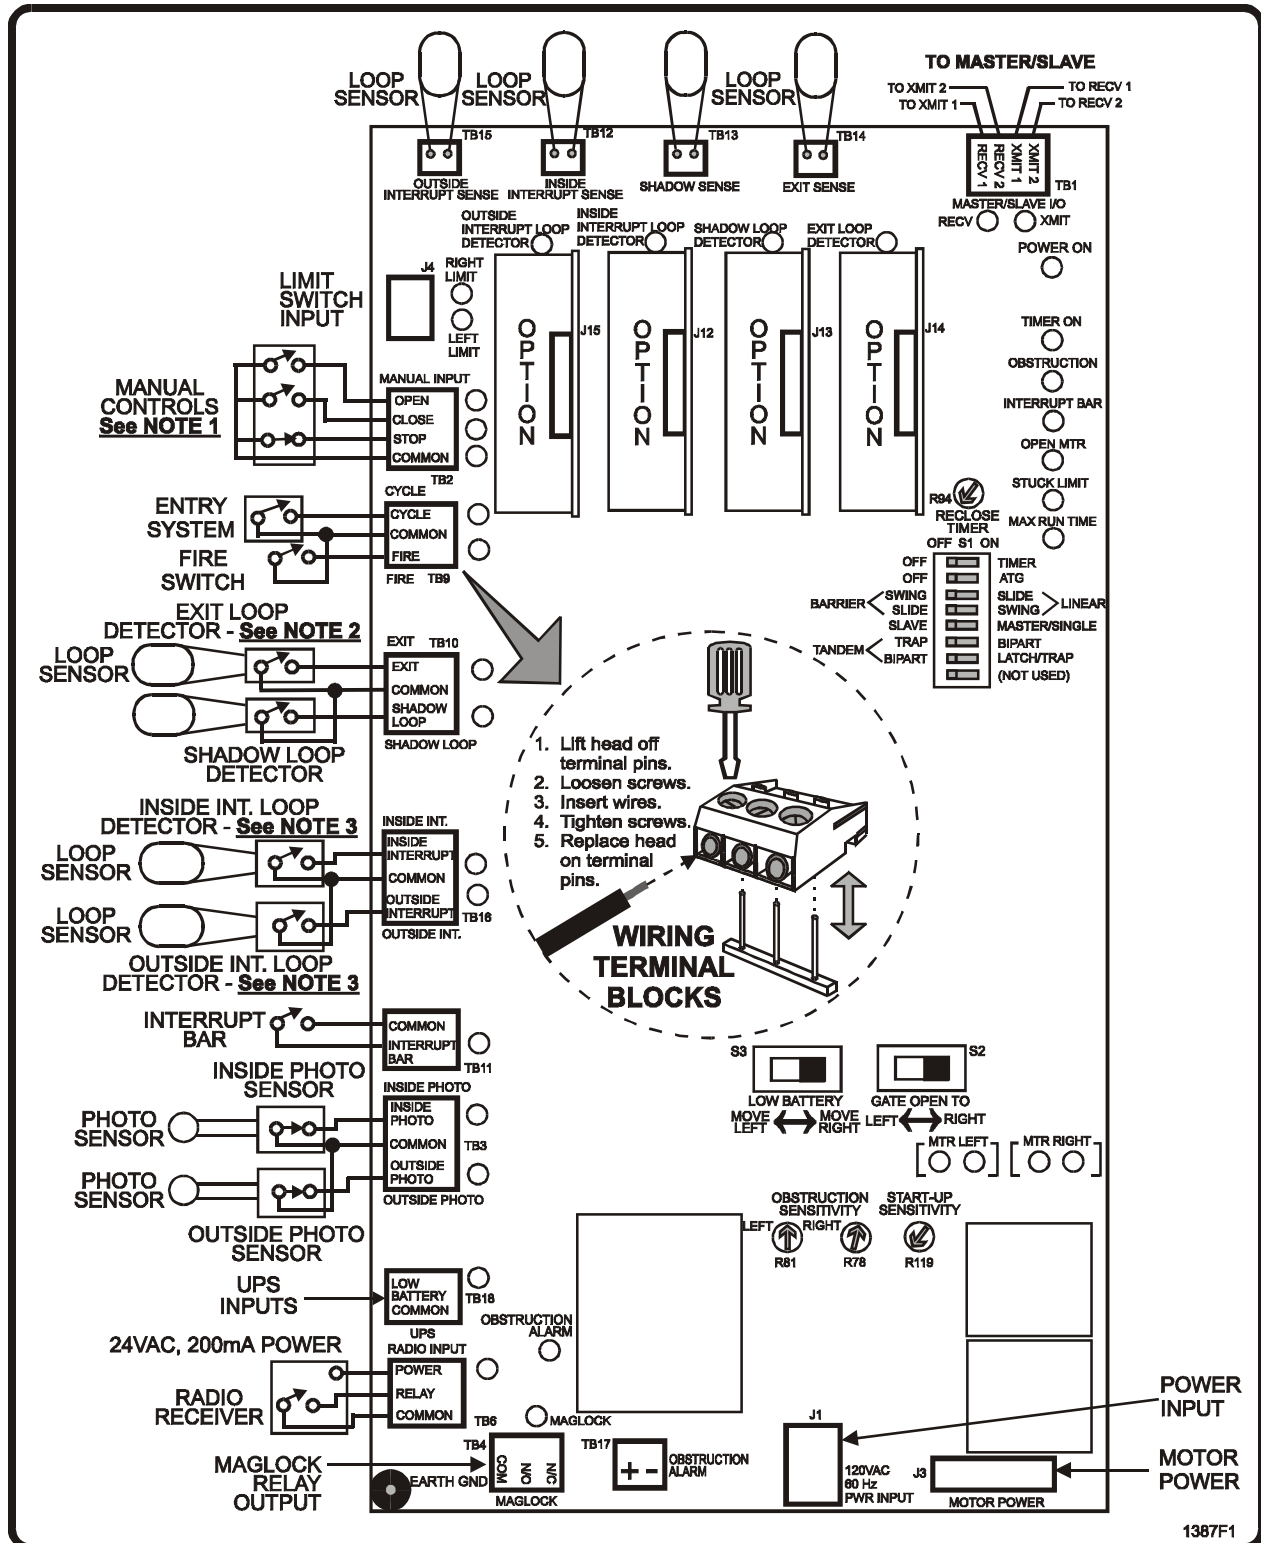 TO MASTER/SLAVE
TO XMIT 2
TO XMIT 1
TO RECV 1
TO RECV 2
LOOP
SENSOR
LOOP
SENSOR
LOOP
SENSOR
TB15
TB12
TB13
TB14
RECV 1
RECV 2
XMIT 1
XMIT 2
TB1
OUTSIDE
INTERRUPT SENSE
INSIDE
INTERRUPT SENSE
SHADOW SENSE
EXIT SENSE
MASTER/SLAVE I/O
RECV
XMIT
OUTSIDE
INTERRUPT LOOP
DETECTOR
INSIDE
INTERRUPT LOOP
DETECTOR
SHADOW LOOP
DETECTOR
EXIT LOOP
DETECTOR
POWER ON
LIMIT
SWITCH
INPUT
J4
RIGHT
LIMIT
LEFT
LIMIT
OPTION
J15
OPTION
J12
OPTION
J13
OPTION
J14
TIMER ON
OBSTRUCTION
INTERRUPT BAR
OPEN MTR
STUCK LIMIT
MAX RUN TIME
MANUAL
CONTROLS
See NOTE 1
MANUAL INPUT
OPEN
CLOSE
STOP
COMMON
TB2
R94
RECLOSE
TIMER
OFF S1 ON
ENTRY
SYSTEM
FIRE
SWITCH
CYCLE
CYCLE
COMMON
FIRE
FIRE TB9
OFF
TIMER
OFF
ATG
BARRIER
SWING
SLIDE
SLIDE
SWING
LINEAR
SLAVE
MASTER/SINGLE
TANDEM
TRAP
BIPART
BIPART
LATCH/TRAP
(NOT USED)
EXIT LOOP
DETECTOR - See NOTE 2
LOOP
SENSOR
EXIT TB10
EXIT
COMMON
SHADOW
LOOP
SHADOW LOOP
SHADOW LOOP
DETECTOR
1. Lift head off
terminal pins.
2. Loosen screws.
3. Insert wires.
4. Tighten screws.
5. Replace head
on terminal
pins.
WIRING
TERMINAL
BLOCKS
INSIDE INT. LOOP
DETECTOR - See NOTE 3
LOOP
SENSOR
LOOP
SENSOR
INSIDE INT.
INSIDE
INTERRUPT
COMMON
OUTSIDE
INTERRUPT
TB16
OUTSIDE INT.
OUTSIDE INT. LOOP
DETECTOR - See NOTE 3
INTERRUPT
BAR
COMMON
INTERRUPT
BAR
TB11
S3
LOW BATTERY
MOVE
LEFT
MOVE
RIGHT
S2
GATE OPEN TO
LEFT
RIGHT
INSIDE PHOTO
SENSOR
PHOTO
SENSOR
PHOTO
SENSOR
INSIDE PHOTO
INSIDE
PHOTO
COMMON
TB3
OUTSIDE
PHOTO
OUTSIDE PHOTO
OUTSIDE PHOTO
SENSOR
MTR LEFT
MTR RIGHT
OBSTRUCTION
SENSITIVITY
LEFT
RIGHT
R81
R78
START-UP
SENSITIVITY
R119
UPS
INPUTS
LOW
BATTERY
COMMON
TB18
UPS
OBSTRUCTION
ALARM
24VAC, 200mA POWER
RADIO
RECEIVER
RADIO INPUT
POWER
RELAY
COMMON
TB6
MAGLOCK
MAGLOCK
RELAY
OUTPUT
EARTH GND
TB4
COM
N/O
N/C
MAGLOCK
TB17
+ -
OBSTRUCTION
ALARM
J1
120VAC
60 Hz
PWR INPUT
POWER
INPUT
J3
MOTOR POWER
MOTOR
POWER
1387F1